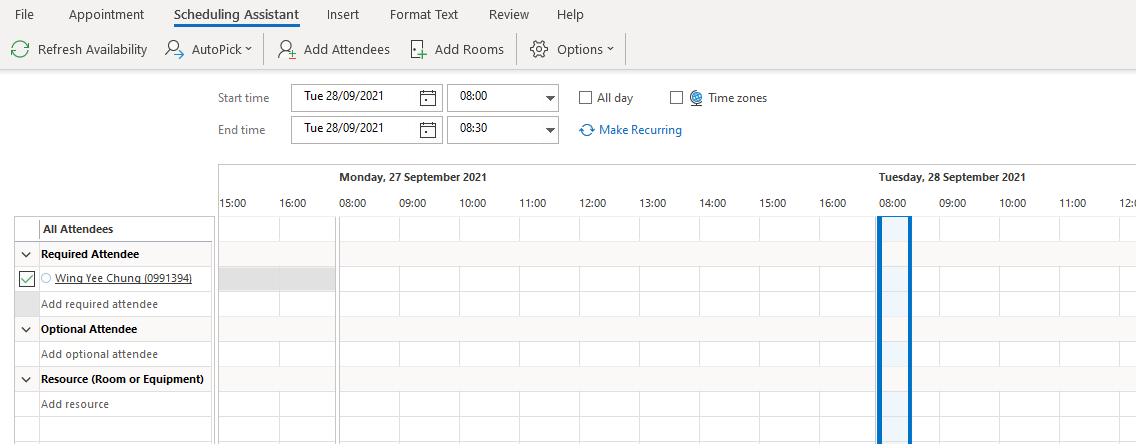 File Appointment Scheduling Assistant Insert Format Text Review Help
Refresh Availability AutoPick Add Attendees Add Rooms Options
Start time Tue 28/09/2021 08:00 All day Time zones
End time Tue 28/09/2021 08:30 Make Recurring
Monday, 27 September 2021 Tuesday, 28 September 2021
15:00 16:00 08:00 09:00 10:00 11:00 12:00 13:00 14:00 15:00 16:00 08:00 09:00 10:00 11:00 12:0
All Attendees
Required Attendee
Wing Yee Chung (0991394)
Add required attendee
Optional Attendee
Add optional attendee
Resource (Room or Equipment)
Add resource